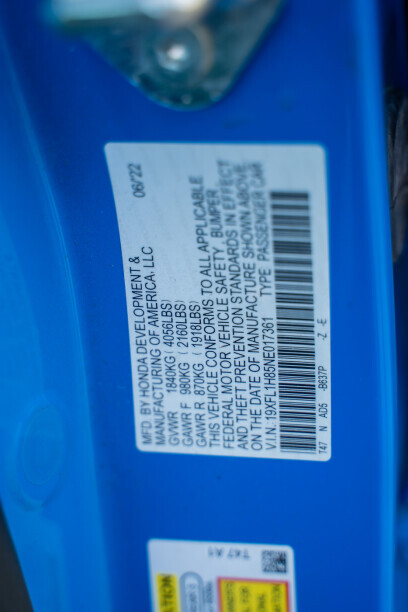 MFD. BY HONDA DEVELOPMENT & 06/22
MANUFACTURING OF AMERICA, LLC
GVWR 1840KG (4056LBS)
GAWR F 980KG (2160LBS)
GAWR R 870KG (1918LBS)
THIS VEHICLE CONFORMS TO ALL APPLICABLE
FEDERAL MOTOR VEHICLE SAFETY, BUMPER
AND THEFT PREVENTION STANDARDS IN EFFECT
ON THE DATE OF MANUFACTURE SHOWN ABOVE.
V.I.N.:19XFL1H85NE017361 TYPE: PASSENGER CAR
T47 N AD5 -B637P -Z -E
T47 A1